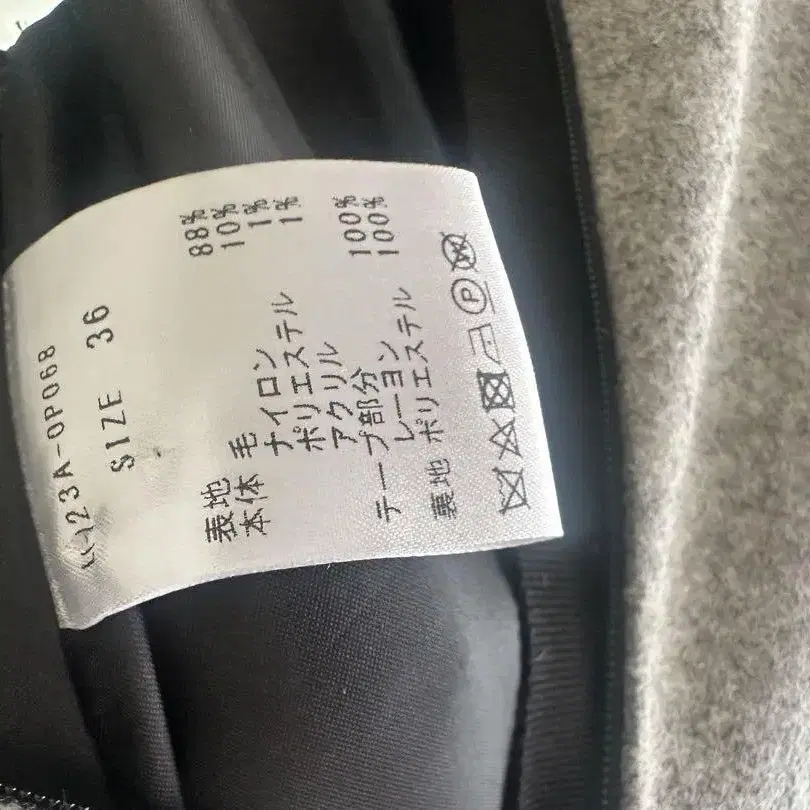 23A-OP068
SIZE 36
表地
本体 毛 88%
ナイロン 10%
ポリエステル 1%
アクリル 1%
テープ部分
レーヨン 100%
裏地 ポリエステル 100%
P W